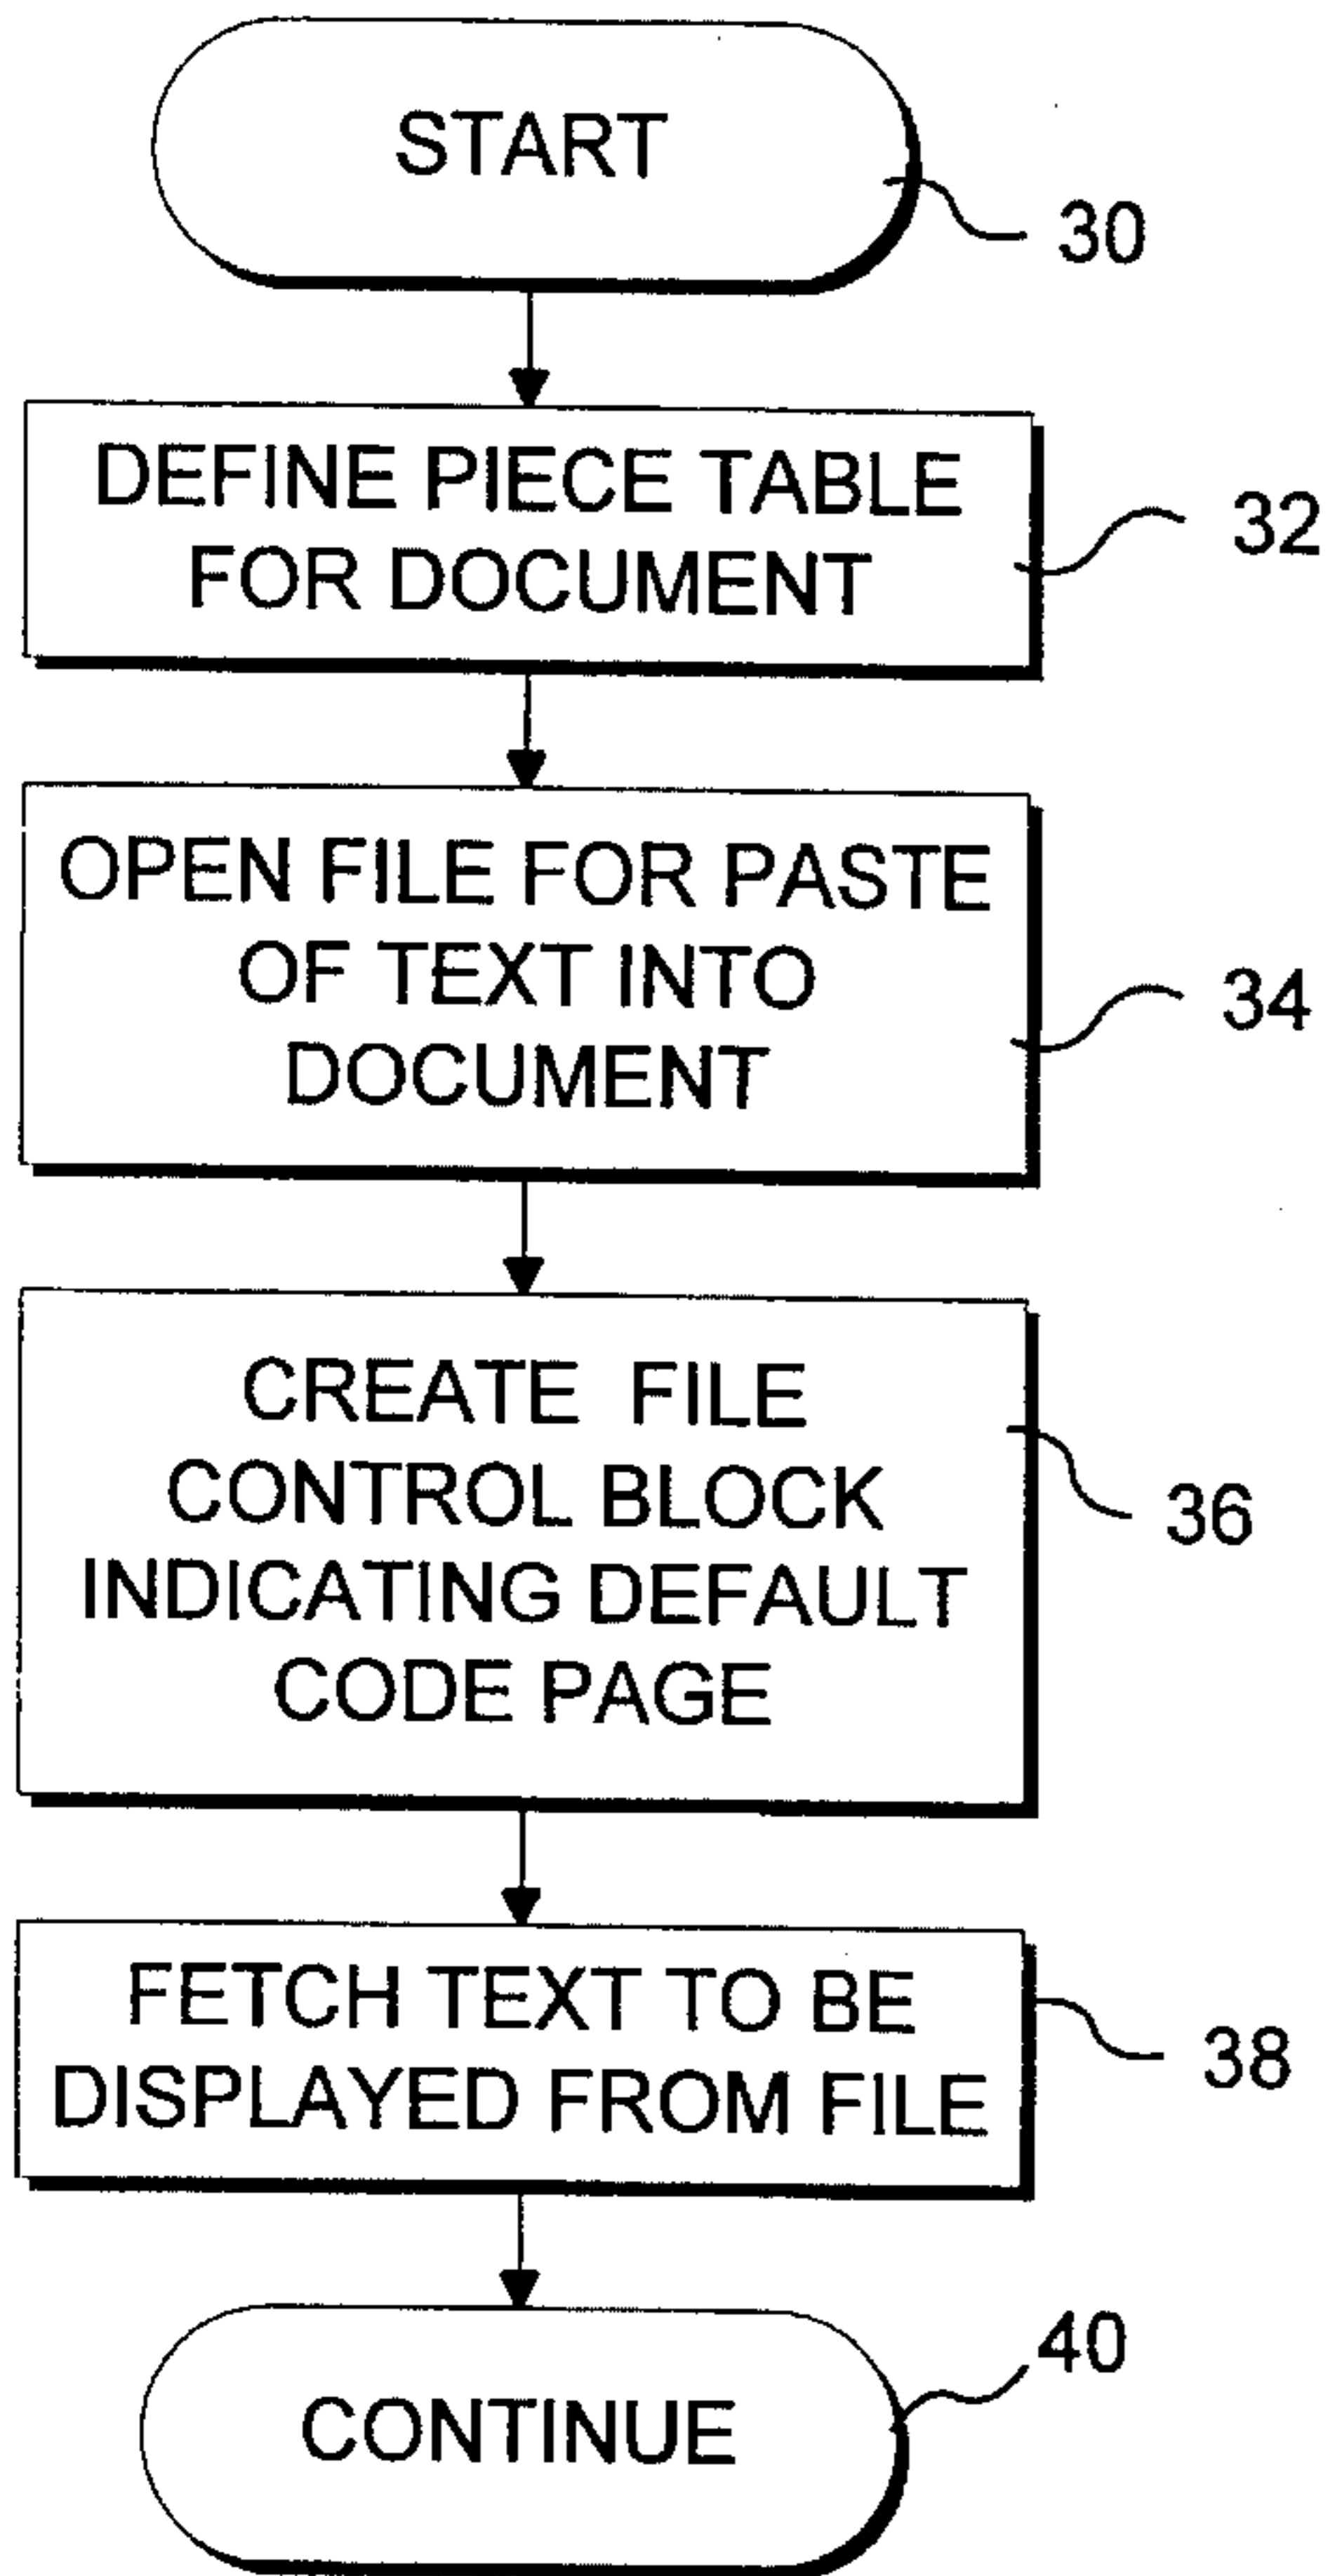 START
30
DEFINE PIECE TABLE
FOR DOCUMENT
32
OPEN FILE FOR PASTE
OF TEXT INTO
DOCUMENT
34
CREATE FILE
CONTROL BLOCK
INDICATING DEFAULT
CODE PAGE
36
FETCH TEXT TO BE
DISPLAYED FROM FILE
38
CONTINUE
40